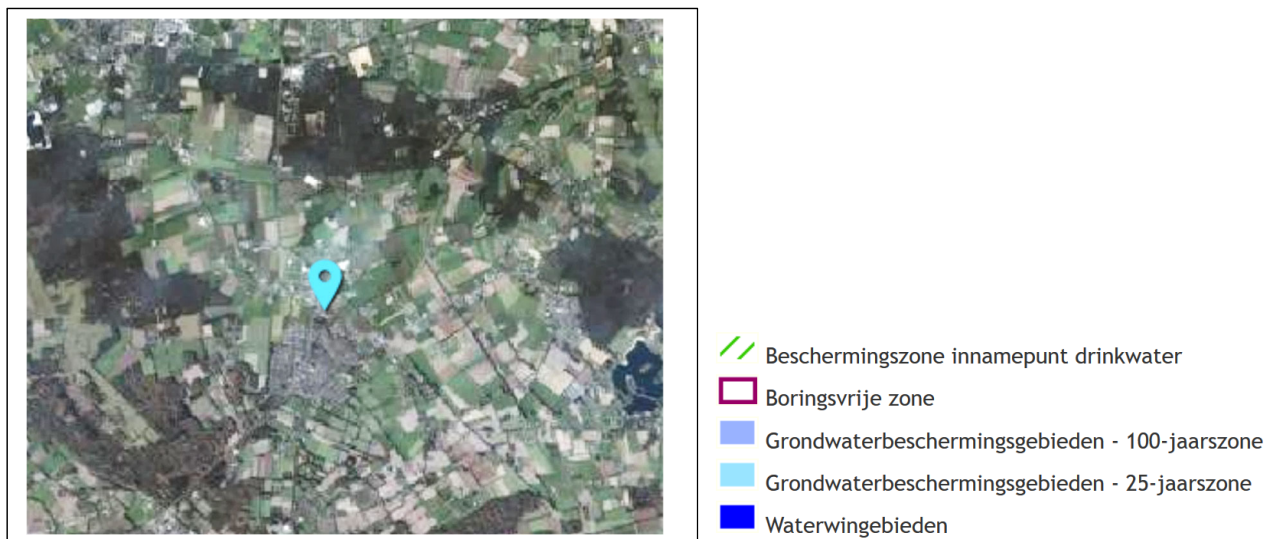 Beschermingszone innamepunt drinkwater
Boringsvrije zone
Grondwaterbeschermingsgebieden - 100-jaarszone
Grondwaterbeschermingsgebieden - 25-jaarszone
Waterwingebieden